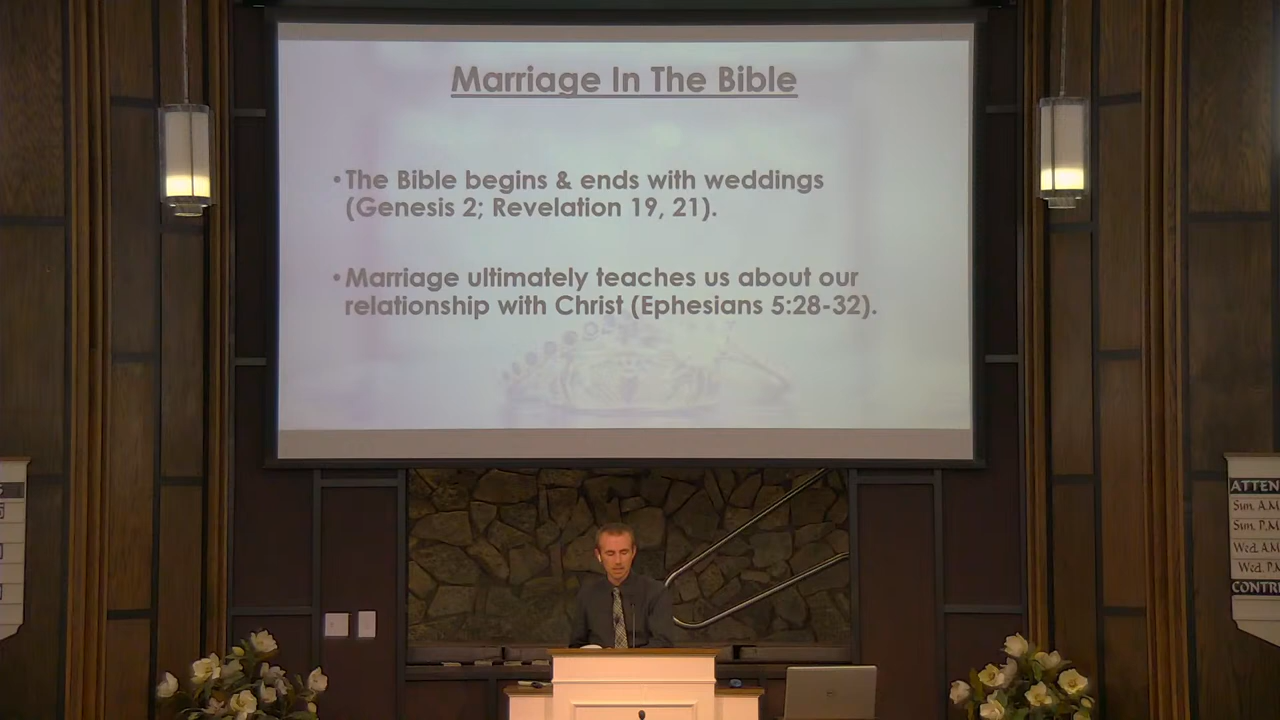 Marriage In The Bible
•The Bible begins & ends with weddings
(Genesis 2; Revelation 19, 21).
•Marriage ultimately teaches us about our
relationship with Christ (Ephesians 5:28-32).
ATTEN
Sun. A.M
Sun. P.M
Wed. A.M
Wed. P.M
CONTR